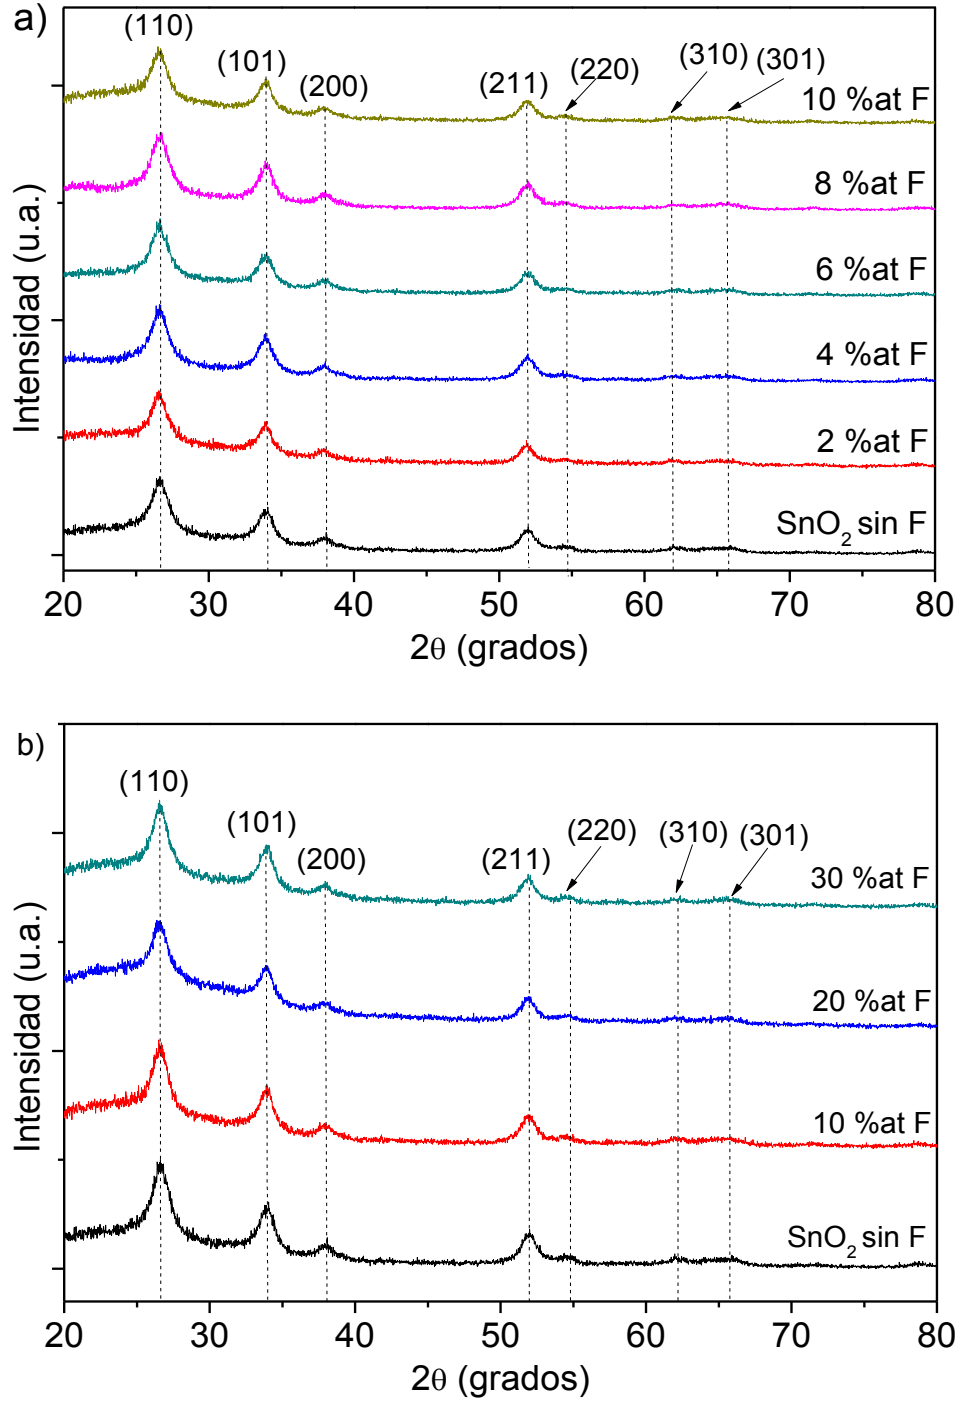 a)
(110)
(101)
(200)
(211)
(220)
(310)
(301)
10 %at F
8 %at F
6 %at F
4 %at F
2 %at F
SnO2 sin F
Intensidad (u.a.)
20 30 40 50 60 70 80
2θ (grados)
b)
(110)
(101)
(200)
(211)
(220)
(310)
(301)
30 %at F
20 %at F
10 %at F
SnO2 sin F
Intensidad (u.a.)
20 30 40 50 60 70 80
2θ (grados)